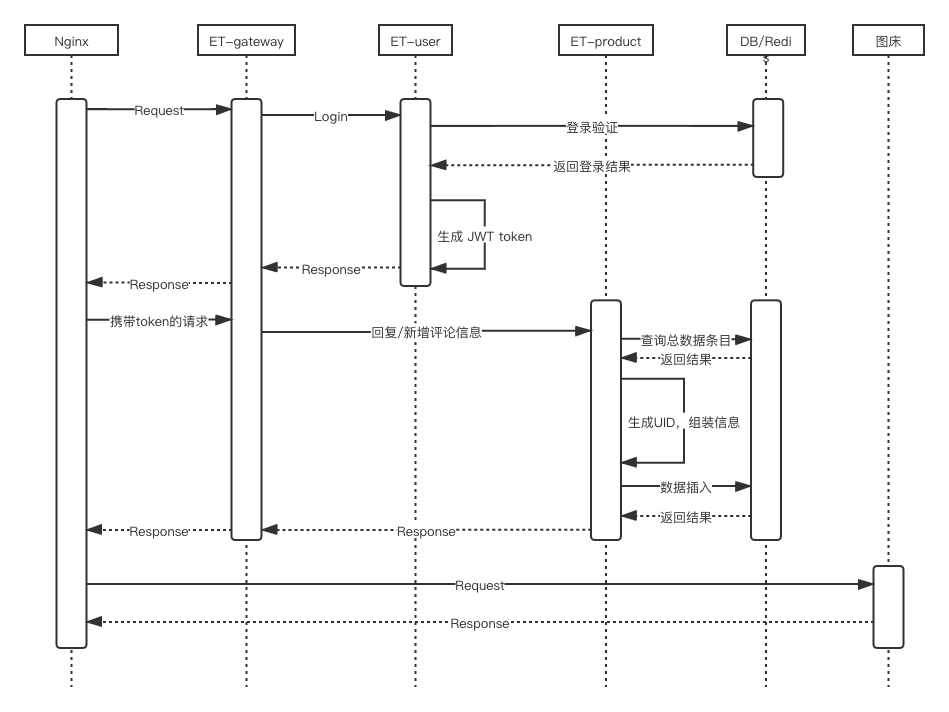 Nginx
ET-gateway
ET-user
ET-product
DB/Redi
s
图床
Request
Login
登录验证
返回登录结果
生成 JWT token
Response
Response
携带token的请求
回复/新增评论信息
查询总数据条目
返回结果
生成UID，组装信息
数据插入
返回结果
Response
Response
Request
Response